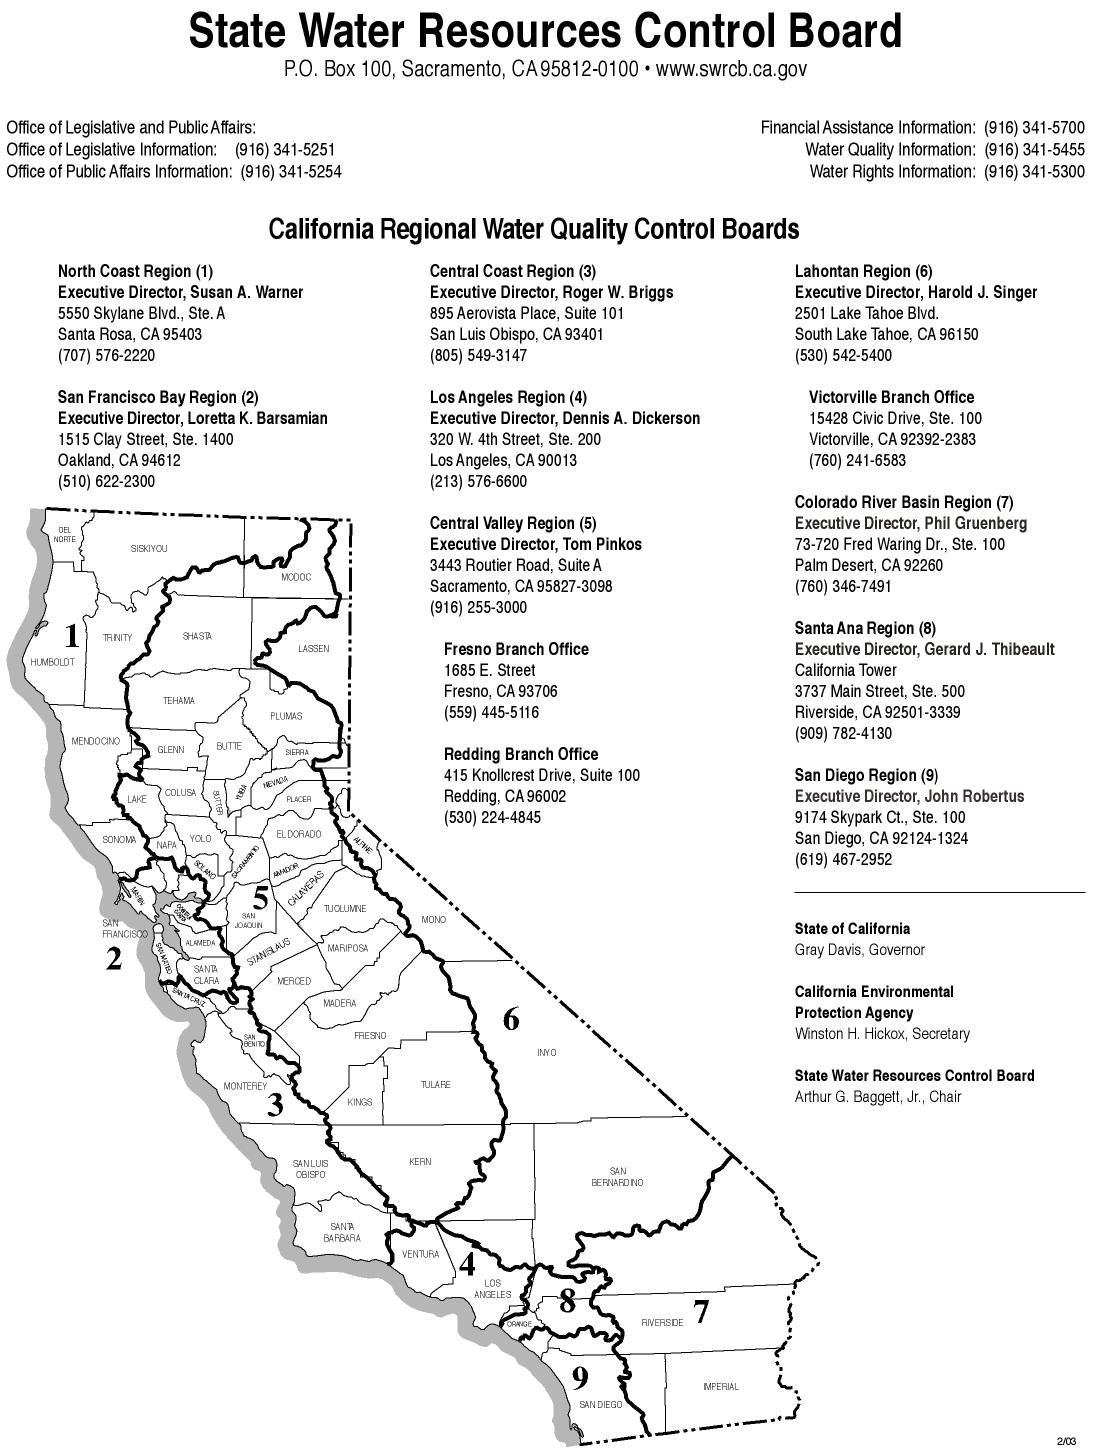 State Water Resources Control Board
P.O. Box 100, Sacramento, CA 95812-0100 • www.swrcb.ca.gov
Office of Legislative and Public Affairs:
Office of Legislative Information: (916) 341-5251
Office of Public Affairs Information: (916) 341-5254
Financial Assistance Information: (916) 341-5700
Water Quality Information: (916) 341-5455
Water Rights Information: (916) 341-5300
California Regional Water Quality Control Boards
North Coast Region (1)
Executive Director, Susan A. Warner
5550 Skylane Blvd., Ste. A
Santa Rosa, CA 95403
(707) 576-2220
San Francisco Bay Region (2)
Executive Director, Loretta K. Barsamian
1515 Clay Street, Ste. 1400
Oakland, CA 94612
(510) 622-2300
Central Coast Region (3)
Executive Director, Roger W. Briggs
895 Aerovista Place, Suite 101
San Luis Obispo, CA 93401
(805) 549-3147
Los Angeles Region (4)
Executive Director, Dennis A. Dickerson
320 W. 4th Street, Ste. 200
Los Angeles, CA 90013
(213) 576-6600
Central Valley Region (5)
Executive Director, Tom Pinkos
3443 Routier Road, Suite A
Sacramento, CA 95827-3098
(916) 255-3000
Fresno Branch Office
1685 E. Street
Fresno, CA 93706
(559) 445-5116
Redding Branch Office
415 Knollcrest Drive, Suite 100
Redding, CA 96002
(530) 224-4845
Lahontan Region (6)
Executive Director, Harold J. Singer
2501 Lake Tahoe Blvd.
South Lake Tahoe, CA 96150
(530) 542-5400
Victorville Branch Office
15428 Civic Drive, Ste. 100
Victorville, CA 92392-2383
(760) 241-6583
Colorado River Basin Region (7)
Executive Director, Phil Gruenberg
73-720 Fred Waring Dr., Ste. 100
Palm Desert, CA 92260
(760) 346-7491
Santa Ana Region (8)
Executive Director, Gerard J. Thibeault
California Tower
3737 Main Street, Ste. 500
Riverside, CA 92501-3339
(909) 782-4130
San Diego Region (9)
Executive Director, John Robertus
9174 Skypark Ct., Ste. 100
San Diego, CA 92124-1324
(619) 467-2952
State of California
Gray Davis, Governor
California Environmental
Protection Agency
Winston H. Hickox, Secretary
State Water Resources Control Board
Arthur G. Baggett, Jr., Chair
DEL
NORTE
SISKIYOU
MODOC
1
TRINITY
SHASTA
LASSEN
HUMBOLDT
TEHAMA
PLUMAS
MENDOCINO
GLENN
BUTTE
SIERRA
LAKE
COLUSA
SUTTER
YUBA
NEVADA
PLACER
SONOMA
NAPA
YOLO
EL DORADO
ALPINE
SOLANO
SACRAMENTO
AMADOR
CALAVERAS
MARIN
CONTRA
COSTA
5
SAN
JOAQUIN
TUOLUMNE
MONO
SAN
FRANCISCO
2
ALAMEDA
STANISLAUS
MARIPOSA
SAN MATEO
SANTA
CLARA
MERCED
SANTA CRUZ
MADERA
6
SAN
BENITO
FRESNO
INYO
MONTEREY
3
KINGS
TULARE
SAN LUIS
OBISPO
KERN
SAN
BERNARDINO
SANTA
BARBARA
VENTURA
4
LOS
ANGELES
8
7
ORANGE
RIVERSIDE
9
SAN DIEGO
IMPERIAL
2/03